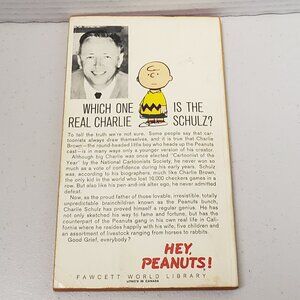 WHICH ONE IS THE
REAL CHARLIE SCHULZ?
To tell the truth we're not sure. Some people say that car-
toonists always draw themselves, and it is true that Charlie
Brown—the round-headed little boy who heads up the Peanuts
cast—is in many ways only a younger version of his creator.
Although big Charlie was once elected "Cartoonist of the
Year" by the National Cartoonists Society, he never won so
much as a vote of confidence during his early years. Schulz
was, according to his biographers, much like Charlie Brown,
the only kid in the world to lose 10,000 checkers games in a
row. But also like his pen-and-ink alter ego, he never admitted
defeat.
Now, as the proud father of those lovable, irresistible, totally
unpredictable brainchildren known as the Peanuts bunch,
Charlie Schulz has proved himself a regular genius. He has
not only sketched his way to fame and fortune, but has the
counterpart of the Peanuts gang in his own real life in Cali-
fornia where he resides happily with his wife, five children and
an assortment of livestock ranging from horses to rabbits.
Good Grief, everybody?
HEY,
PEANUTS!
FAWCETT WORLD LIBRARY
LITHO'D IN CANADA